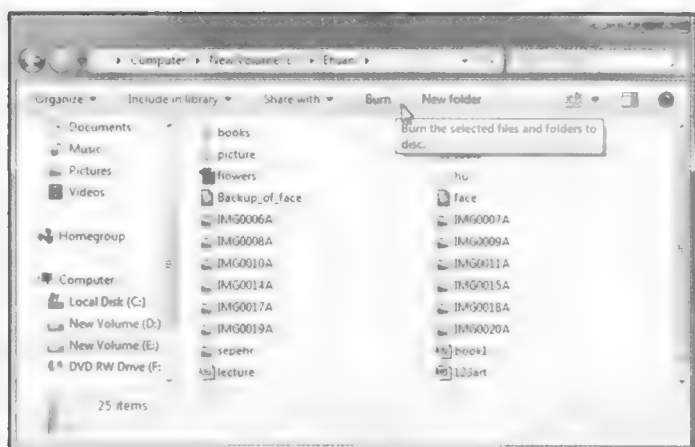 Computer ▸ New Volume (E:) ▸ Ehsan ▸
Organize Include in library Share with Burn New folder
Burn the selected files and folders to
disc.
Documents
Music
Pictures
Videos
Homegroup
Computer
Local Disk (C:)
New Volume (D:)
New Volume (E:)
DVD RW Drive (F:
books
picture
flowers
Backup_of_face
face
IMG0006A IMG0007A
IMG0008A IMG0009A
IMG0010A IMG0011A
IMG0014A IMG0015A
IMG0017A IMG0018A
IMG0019A IMG0020A
sepehr book1
lecture 123art
25 items